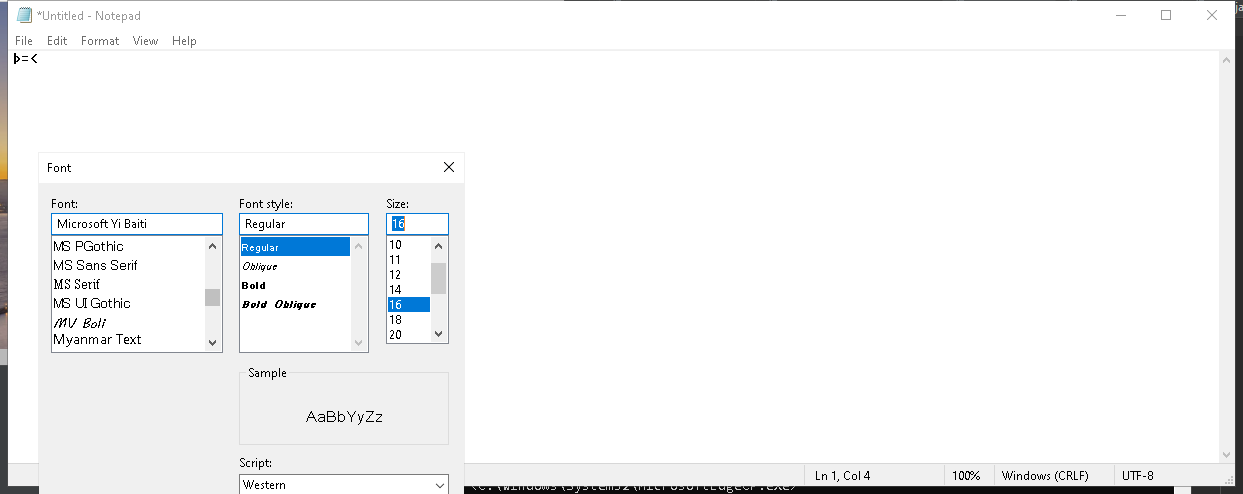 *Untitled - Notepad
File Edit Format View Help
Þ=<
Font
Font: Font style: Size:
Microsoft Yi Baiti Regular 16
MS PGothic Regular 10
MS Sans Serif Oblique 11
MS Serif Bold 12
MS UI Gothic Bold Oblique 14
MV Boli 16
Myanmar Text 18
20
Sample
AaBbYyZz
Script:
Western
Ln 1, Col 4 100% Windows (CRLF) UTF-8